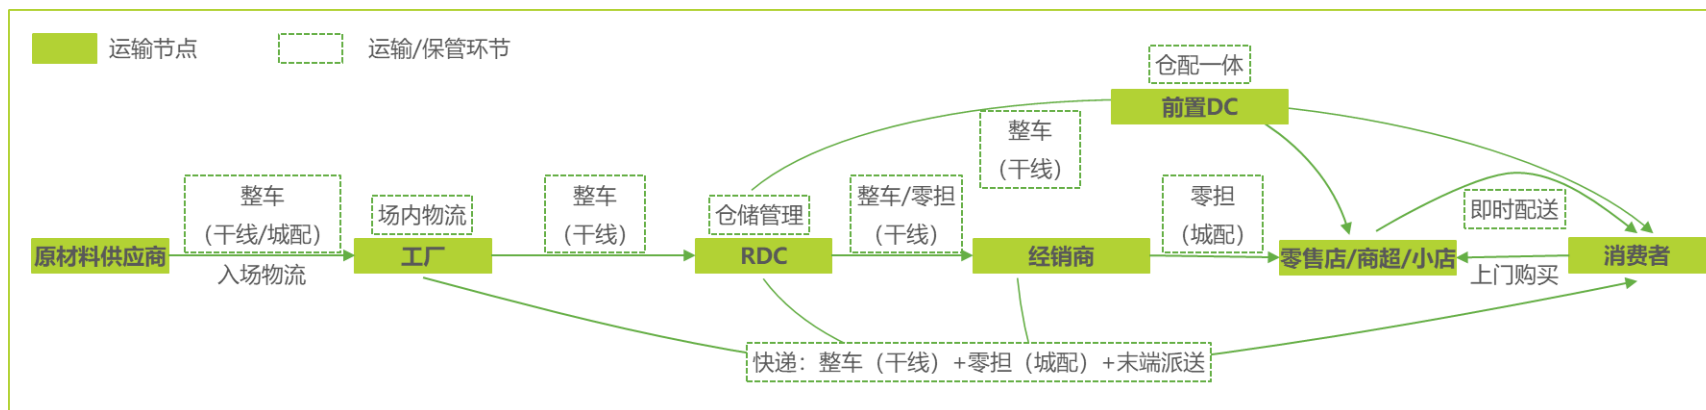 运输节点
运输/保管环节
仓配一体
前置DC
整车
（干线）
整车
（干线/城配）
场内物流
整车
（干线）
仓储管理
整车/零担
（干线）
零担
（城配）
即时配送
原材料供应商
工厂
RDC
经销商
零售店/商超/小店
消费者
入场物流
上门购买
快递：整车（干线）+零担（城配）+末端派送